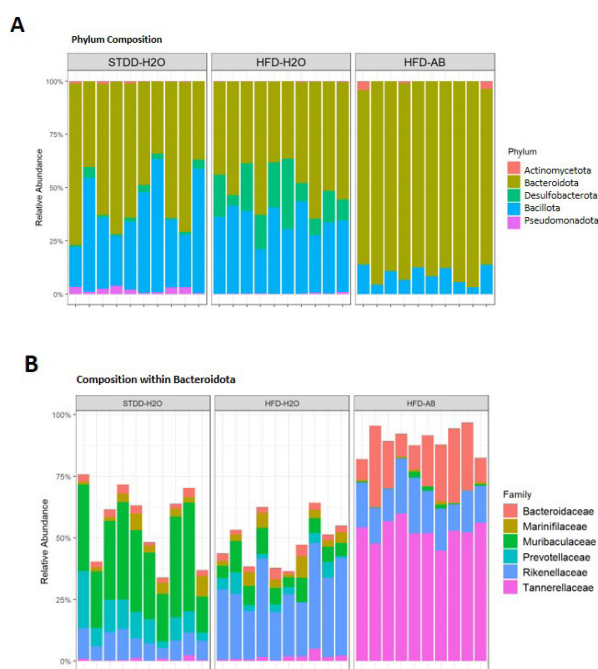 A
Phylum Composition
STDD-H2O HFD-H2O HFD-AB
100%
75%
50%
25%
0%
Relative Abundance
Phylum
Actinomycetota
Bacteroidota
Desulfobacterota
Bacillota
Pseudomonadota
B
Composition within Bacteroidota
STDD-H2O HFD-H2O HFD-AB
100%
75%
50%
25%
0%
Relative Abundance
Family
Bacteroidaceae
Marinifilaceae
Muribaculaceae
Prevotellaceae
Rikenellaceae
Tannerellaceae